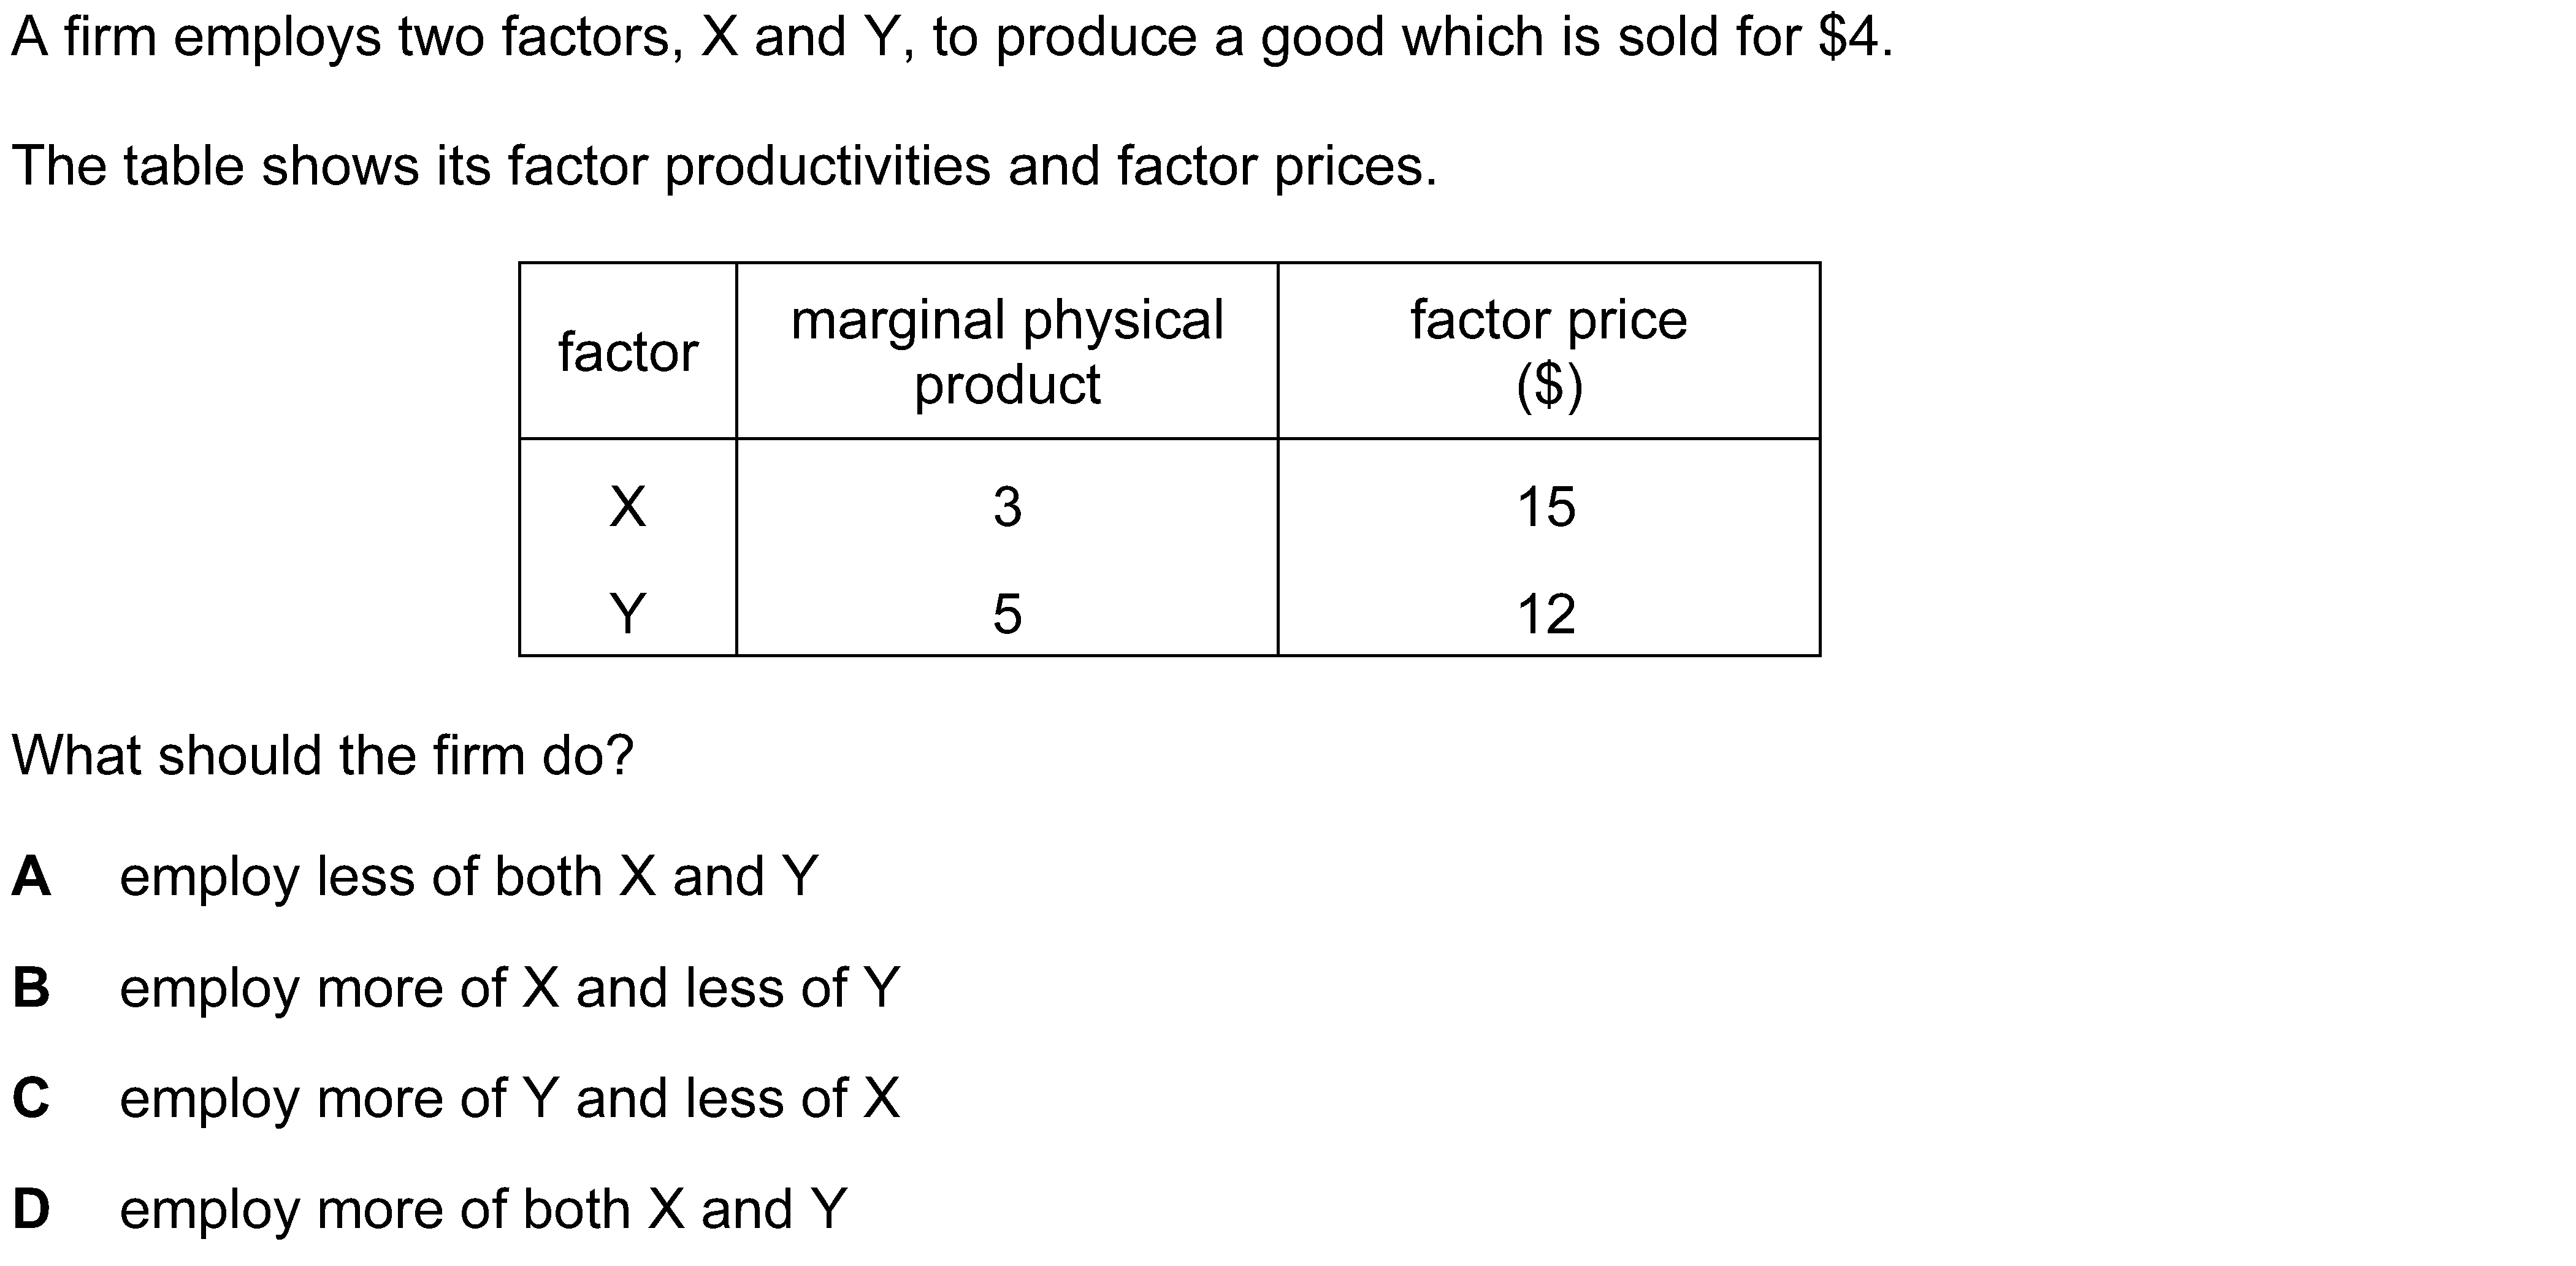 A firm employs two factors, X and Y, to produce a good which is sold for $4.
The table shows its factor productivities and factor prices.
factor marginal physical product factor price ($)
X 3 15
Y 5 12
What should the firm do?
A employ less of both X and Y
B employ more of X and less of Y
C employ more of Y and less of X
D employ more of both X and Y